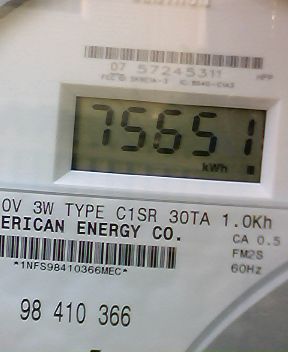 07 57245311
75651
kWh
0V 3W TYPE C1SR 30TA 1.0Kh
ERICAN ENERGY CO.
CA 0.5
FM2S
*1NFS98410366MEC*
60Hz
98 410 366